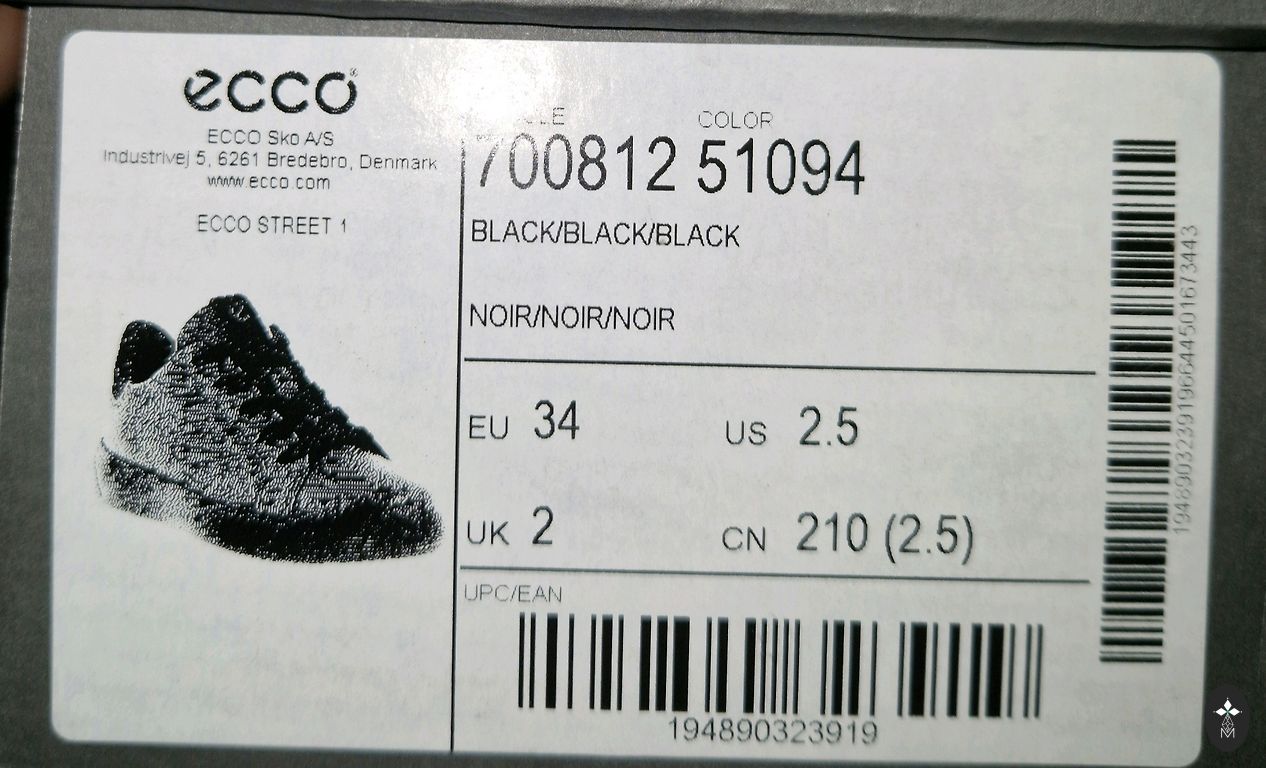 ecco
ECCO Sko A/S
Industrivej 5, 6261 Bredebro, Denmark
www.ecco.com
ECCO STREET 1
COLOR
700812 51094
BLACK/BLACK/BLACK
NOIR/NOIR/NOIR
EU 34 US 2.5
UK 2 CN 210 (2.5)
UPC/EAN
194890323919
1948903239196644501673443
M